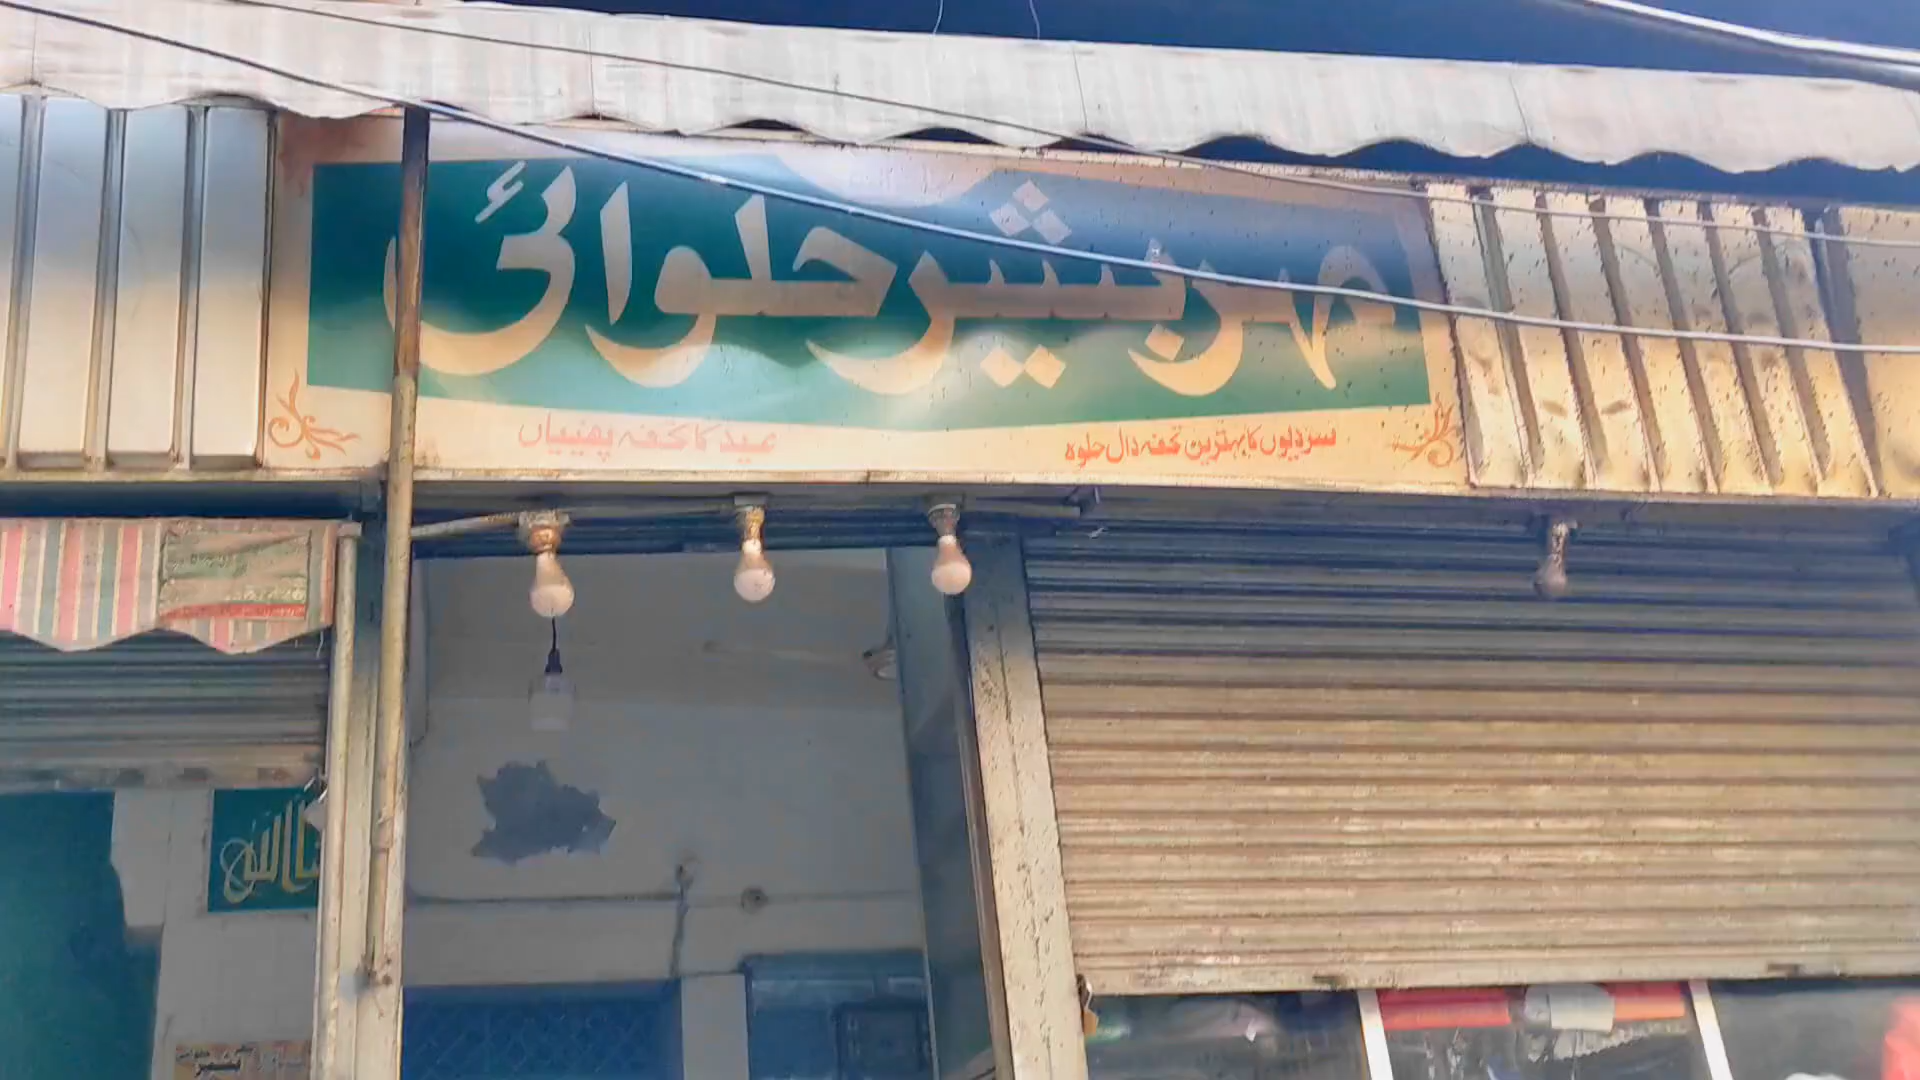 مہر بشیر حلوائی
سردیوں کا بہترین تحفہ دال حلوہ
عید کا تحفہ پھینیاں